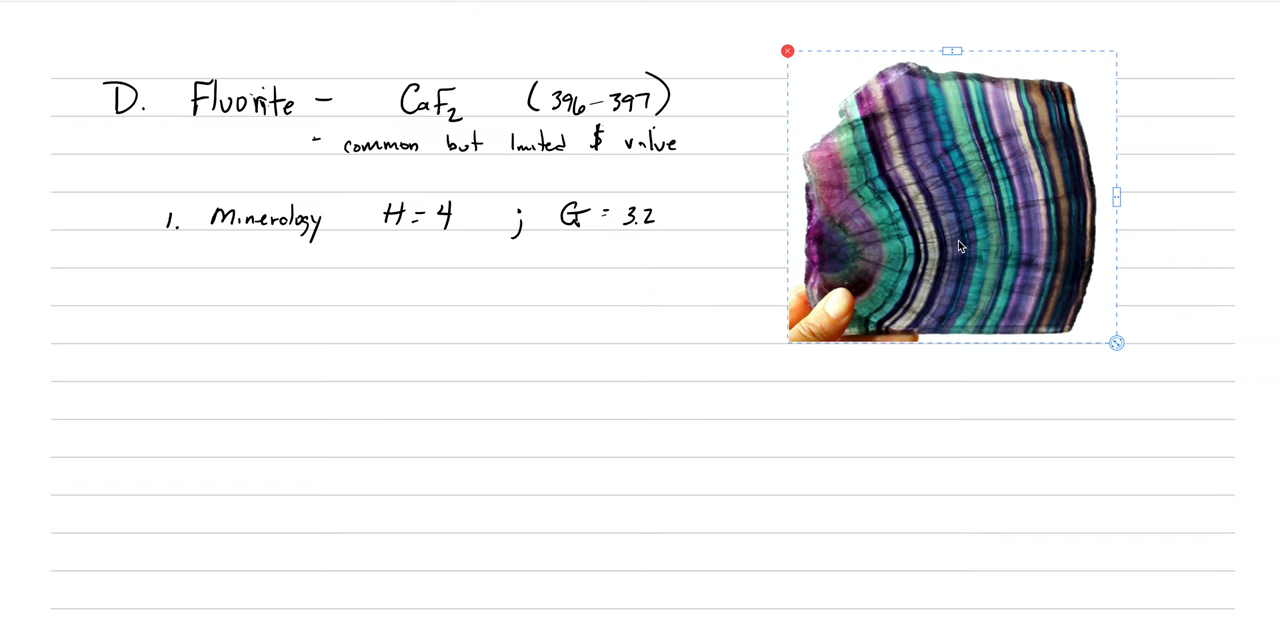 D. Fluorite - CaF₂ (396-397)
- common but limited $ value
1. Minerology H = 4 ; G = 3.2